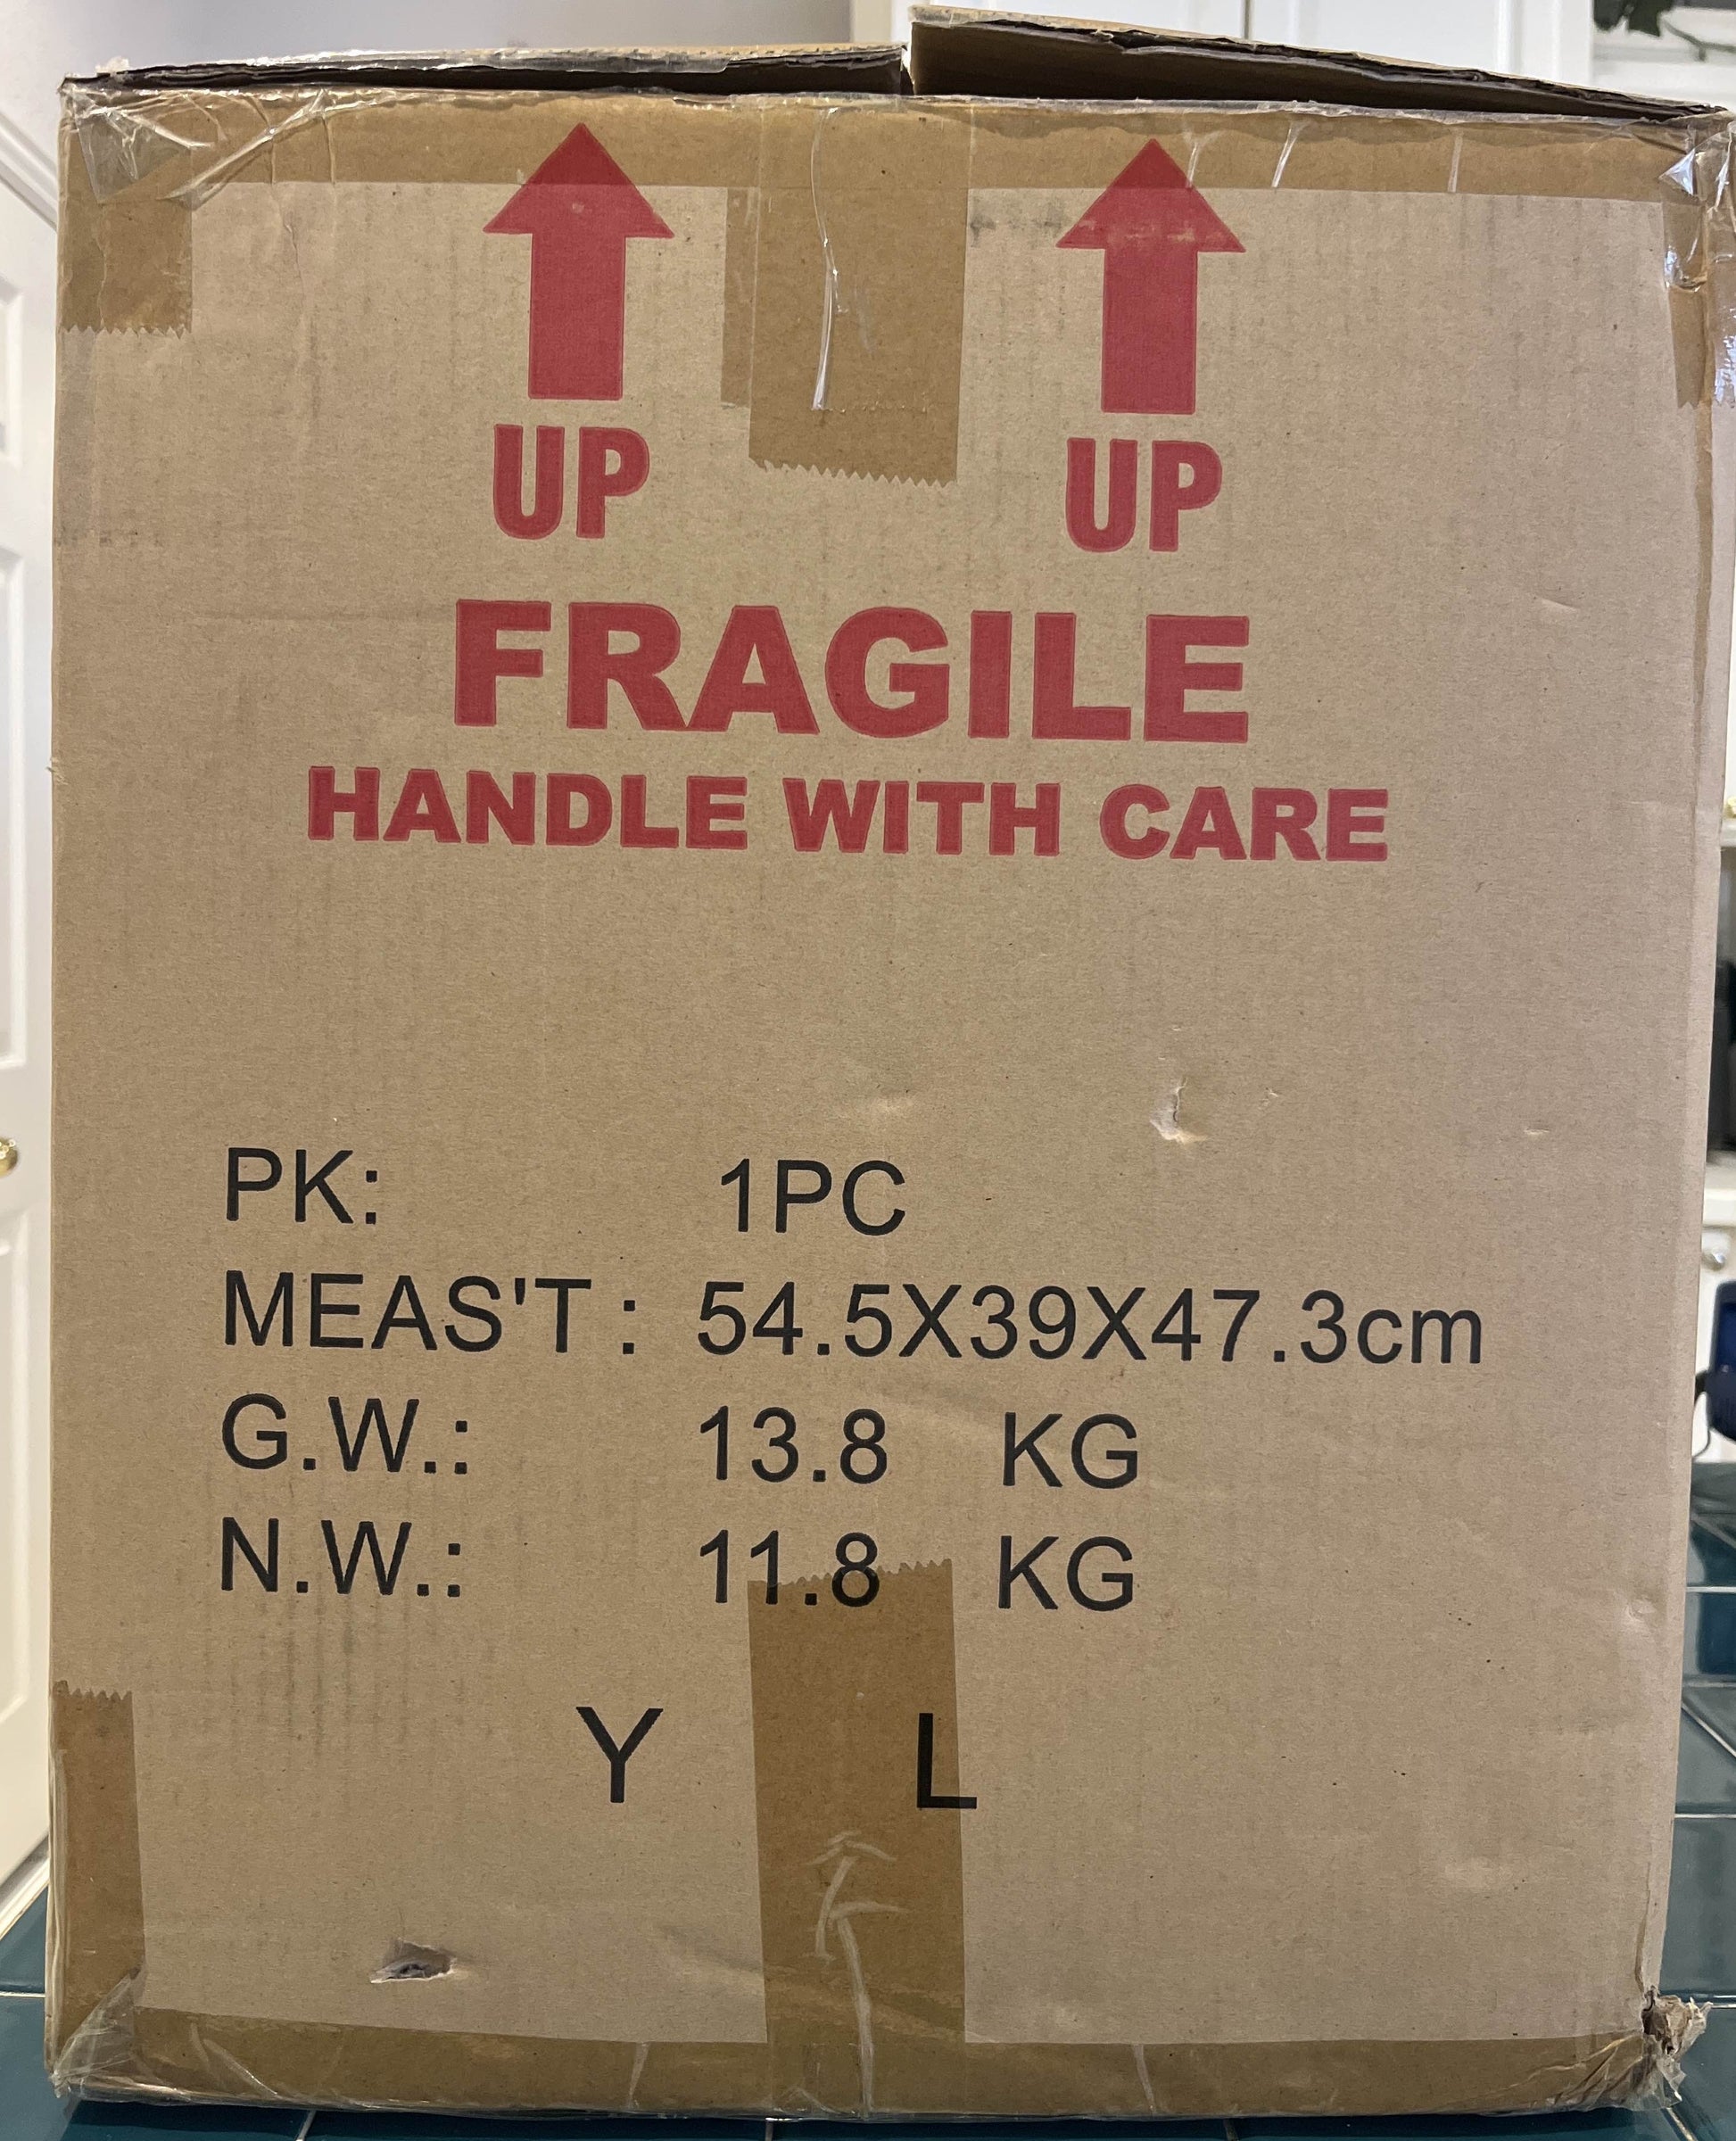 UP UP
FRAGILE
HANDLE WITH CARE
PK: 1PC
MEAS'T : 54.5X39X47.3cm
G.W.: 13.8 KG
N.W.: 11.8 KG
Y L